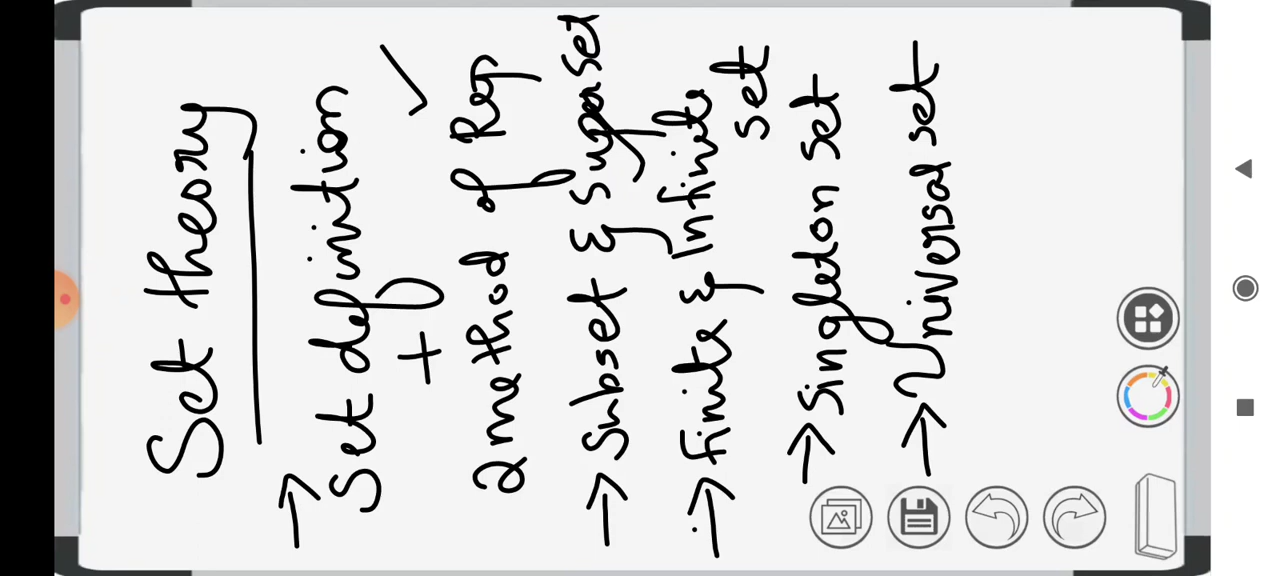 Set theory
→ Set definition
+ ✓
2 method of Rep
→ Subset & Superset
→ finite & Infinite
set
→ Singleton set
→ Universal set